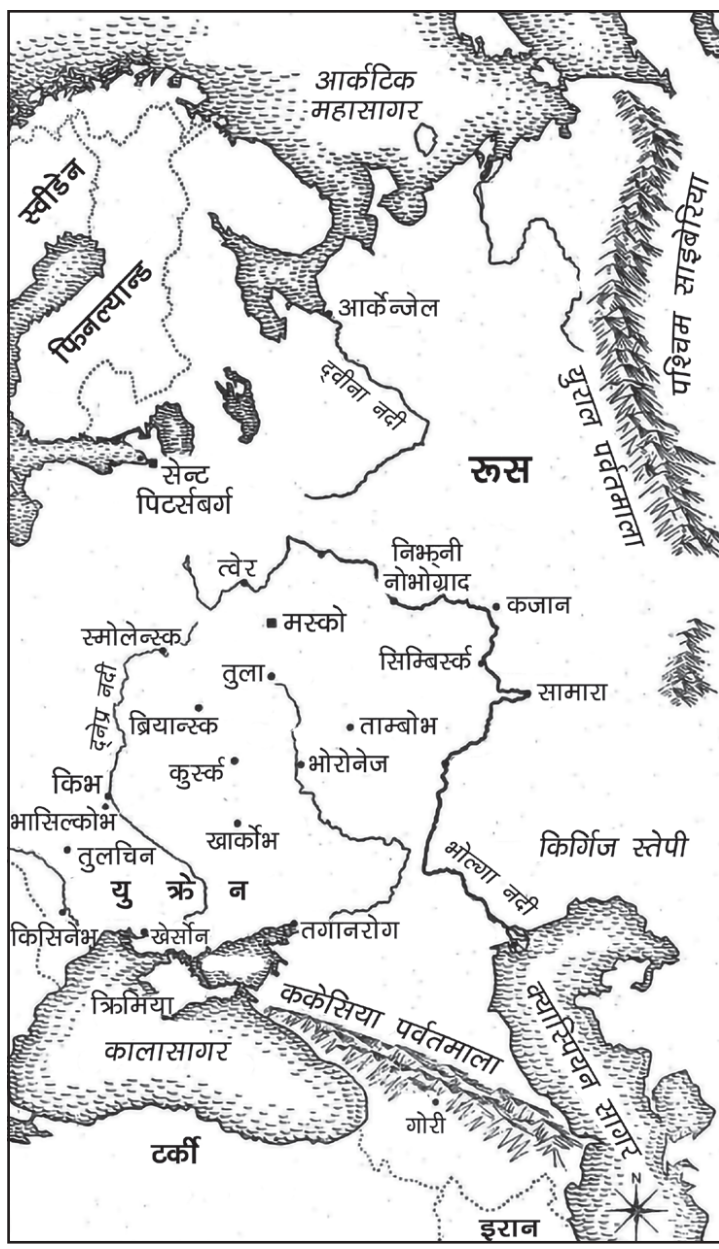 आर्कटिक
महासागर
स्वीडेन
फिनल्यान्ड
पश्चिम साइबेरिया
आर्केन्जेल
द्वीना नदी
युराल पर्वतमाला
रूस
सेन्ट
पिटर्सबर्ग
निझ्नी
नोभोग्राद
त्वेर
कजान
मस्को
स्मोलेन्स्क
सिम्बिर्स्क
तुला
सामारा
द्नेप्र नदी
ब्रियान्स्क
ताम्बोभ
कुर्स्क
भोरोनेज
किभ
भासिल्कोभ
खार्कोभ
तुलचिन
किर्गिज स्तेपी
यु क्रे न
भोल्गा नदी
किसिनेभ
खेर्सोन
तगानरोग
क्रिमिया
ककेसिया पर्वतमाला
क्यास्पियन सागर
कालासागर
गोरी
टर्की
N
इरान